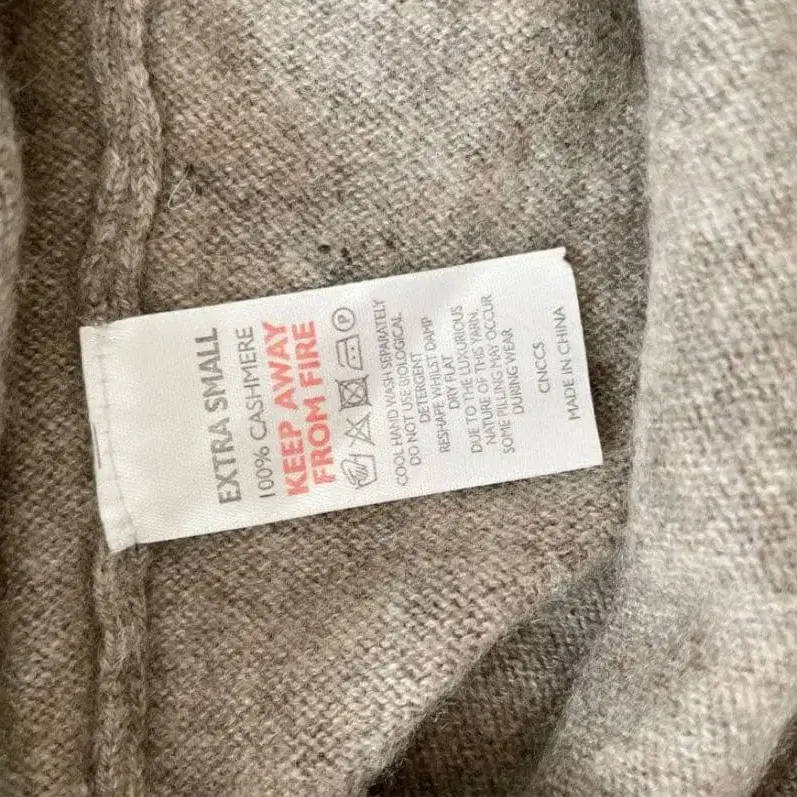 EXTRA SMALL
100% CASHMERE
KEEP AWAY
FROM FIRE
P
COOL HAND WASH SEPARATELY
DO NOT USE BIOLOGICAL
DETERGENT
RESHAPE WHILST DAMP
DRY FLAT
DUE TO THE LUXURIOUS
NATURE OF THIS YARN,
SOME PILLING MAY OCCUR
DURING WEAR
CNCCS
MADE IN CHINA